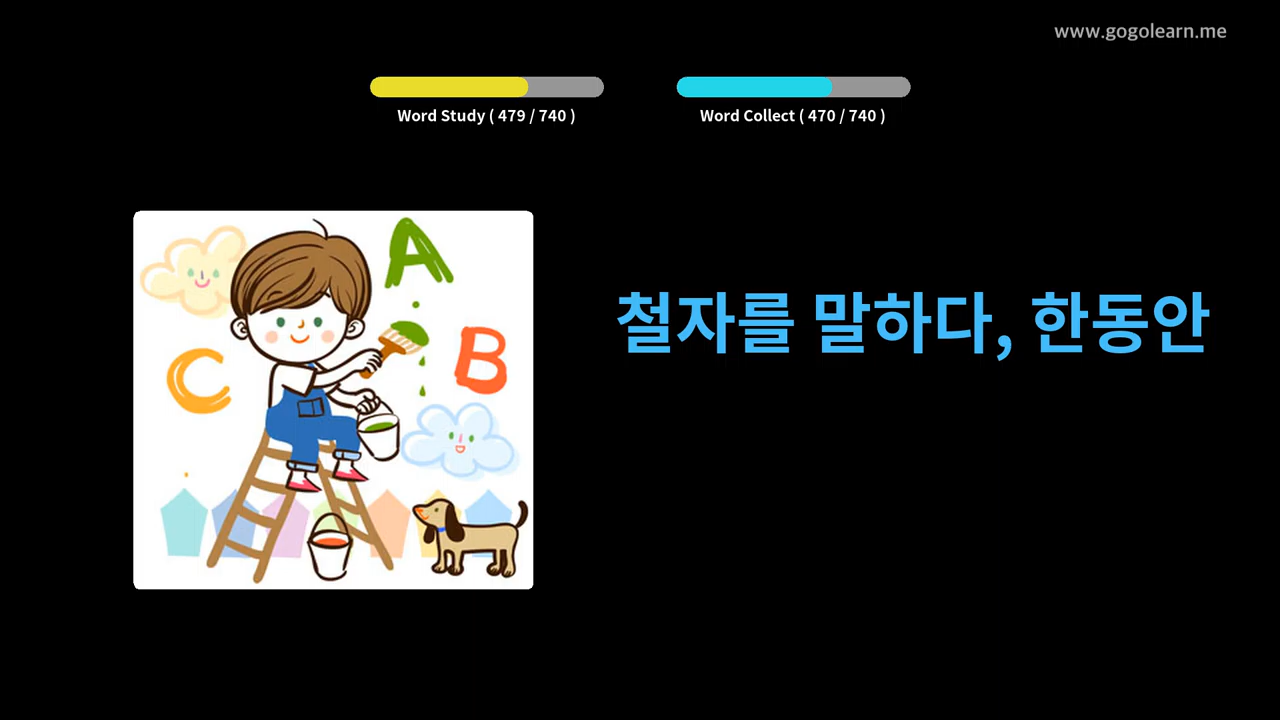 www.gogolearn.me
Word Study ( 479 / 740 )
Word Collect ( 470 / 740 )
A
B
C
철자를 말하다, 한동안